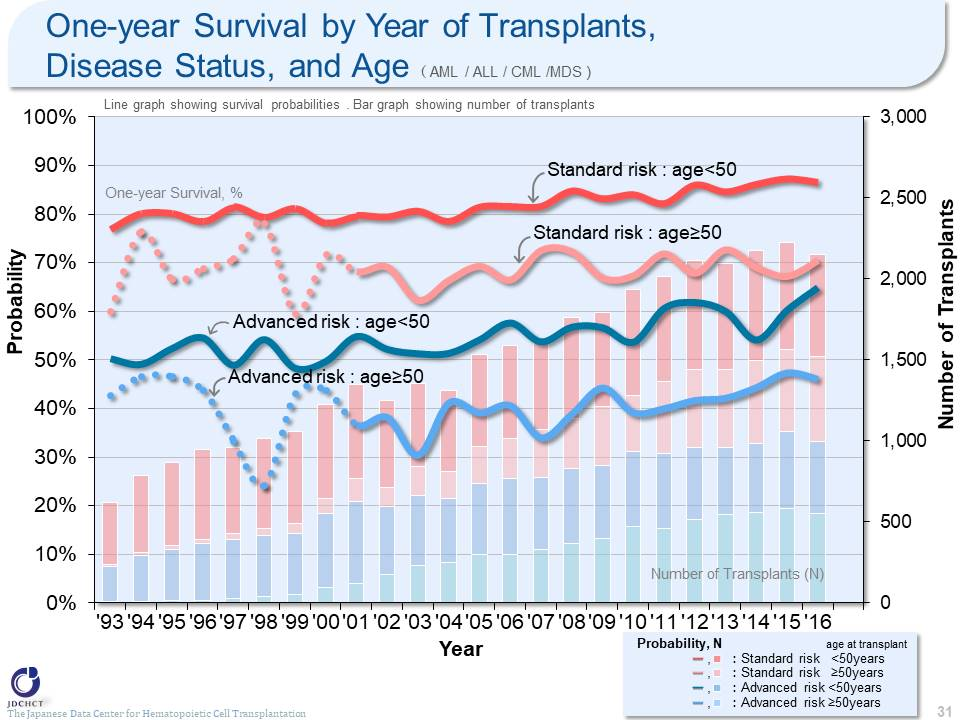 One-year Survival by Year of Transplants,
Disease Status, and Age ( AML / ALL / CML /MDS )
Line graph showing survival probabilities . Bar graph showing number of transplants
100%
90%
80%
70%
60%
50%
40%
30%
20%
10%
0%
Probability
One-year Survival, %
Standard risk : age<50
Standard risk : age≥50
Advanced risk : age<50
Advanced risk : age≥50
Number of Transplants (N)
3,000
2,500
2,000
1,500
1,000
500
0
Number of Transplants
'93 '94 '95 '96 '97 '98 '99 '00 '01 '02 '03 '04 '05 '06 '07 '08 '09 '10 '11 '12 '13 '14 '15 '16
Year
Probability, N age at transplant
, : Standard risk <50years
, : Standard risk ≥50years
, : Advanced risk <50years
, : Advanced risk ≥50years
JDCHCT
The Japanese Data Center for Hematopoietic Cell Transplantation
31